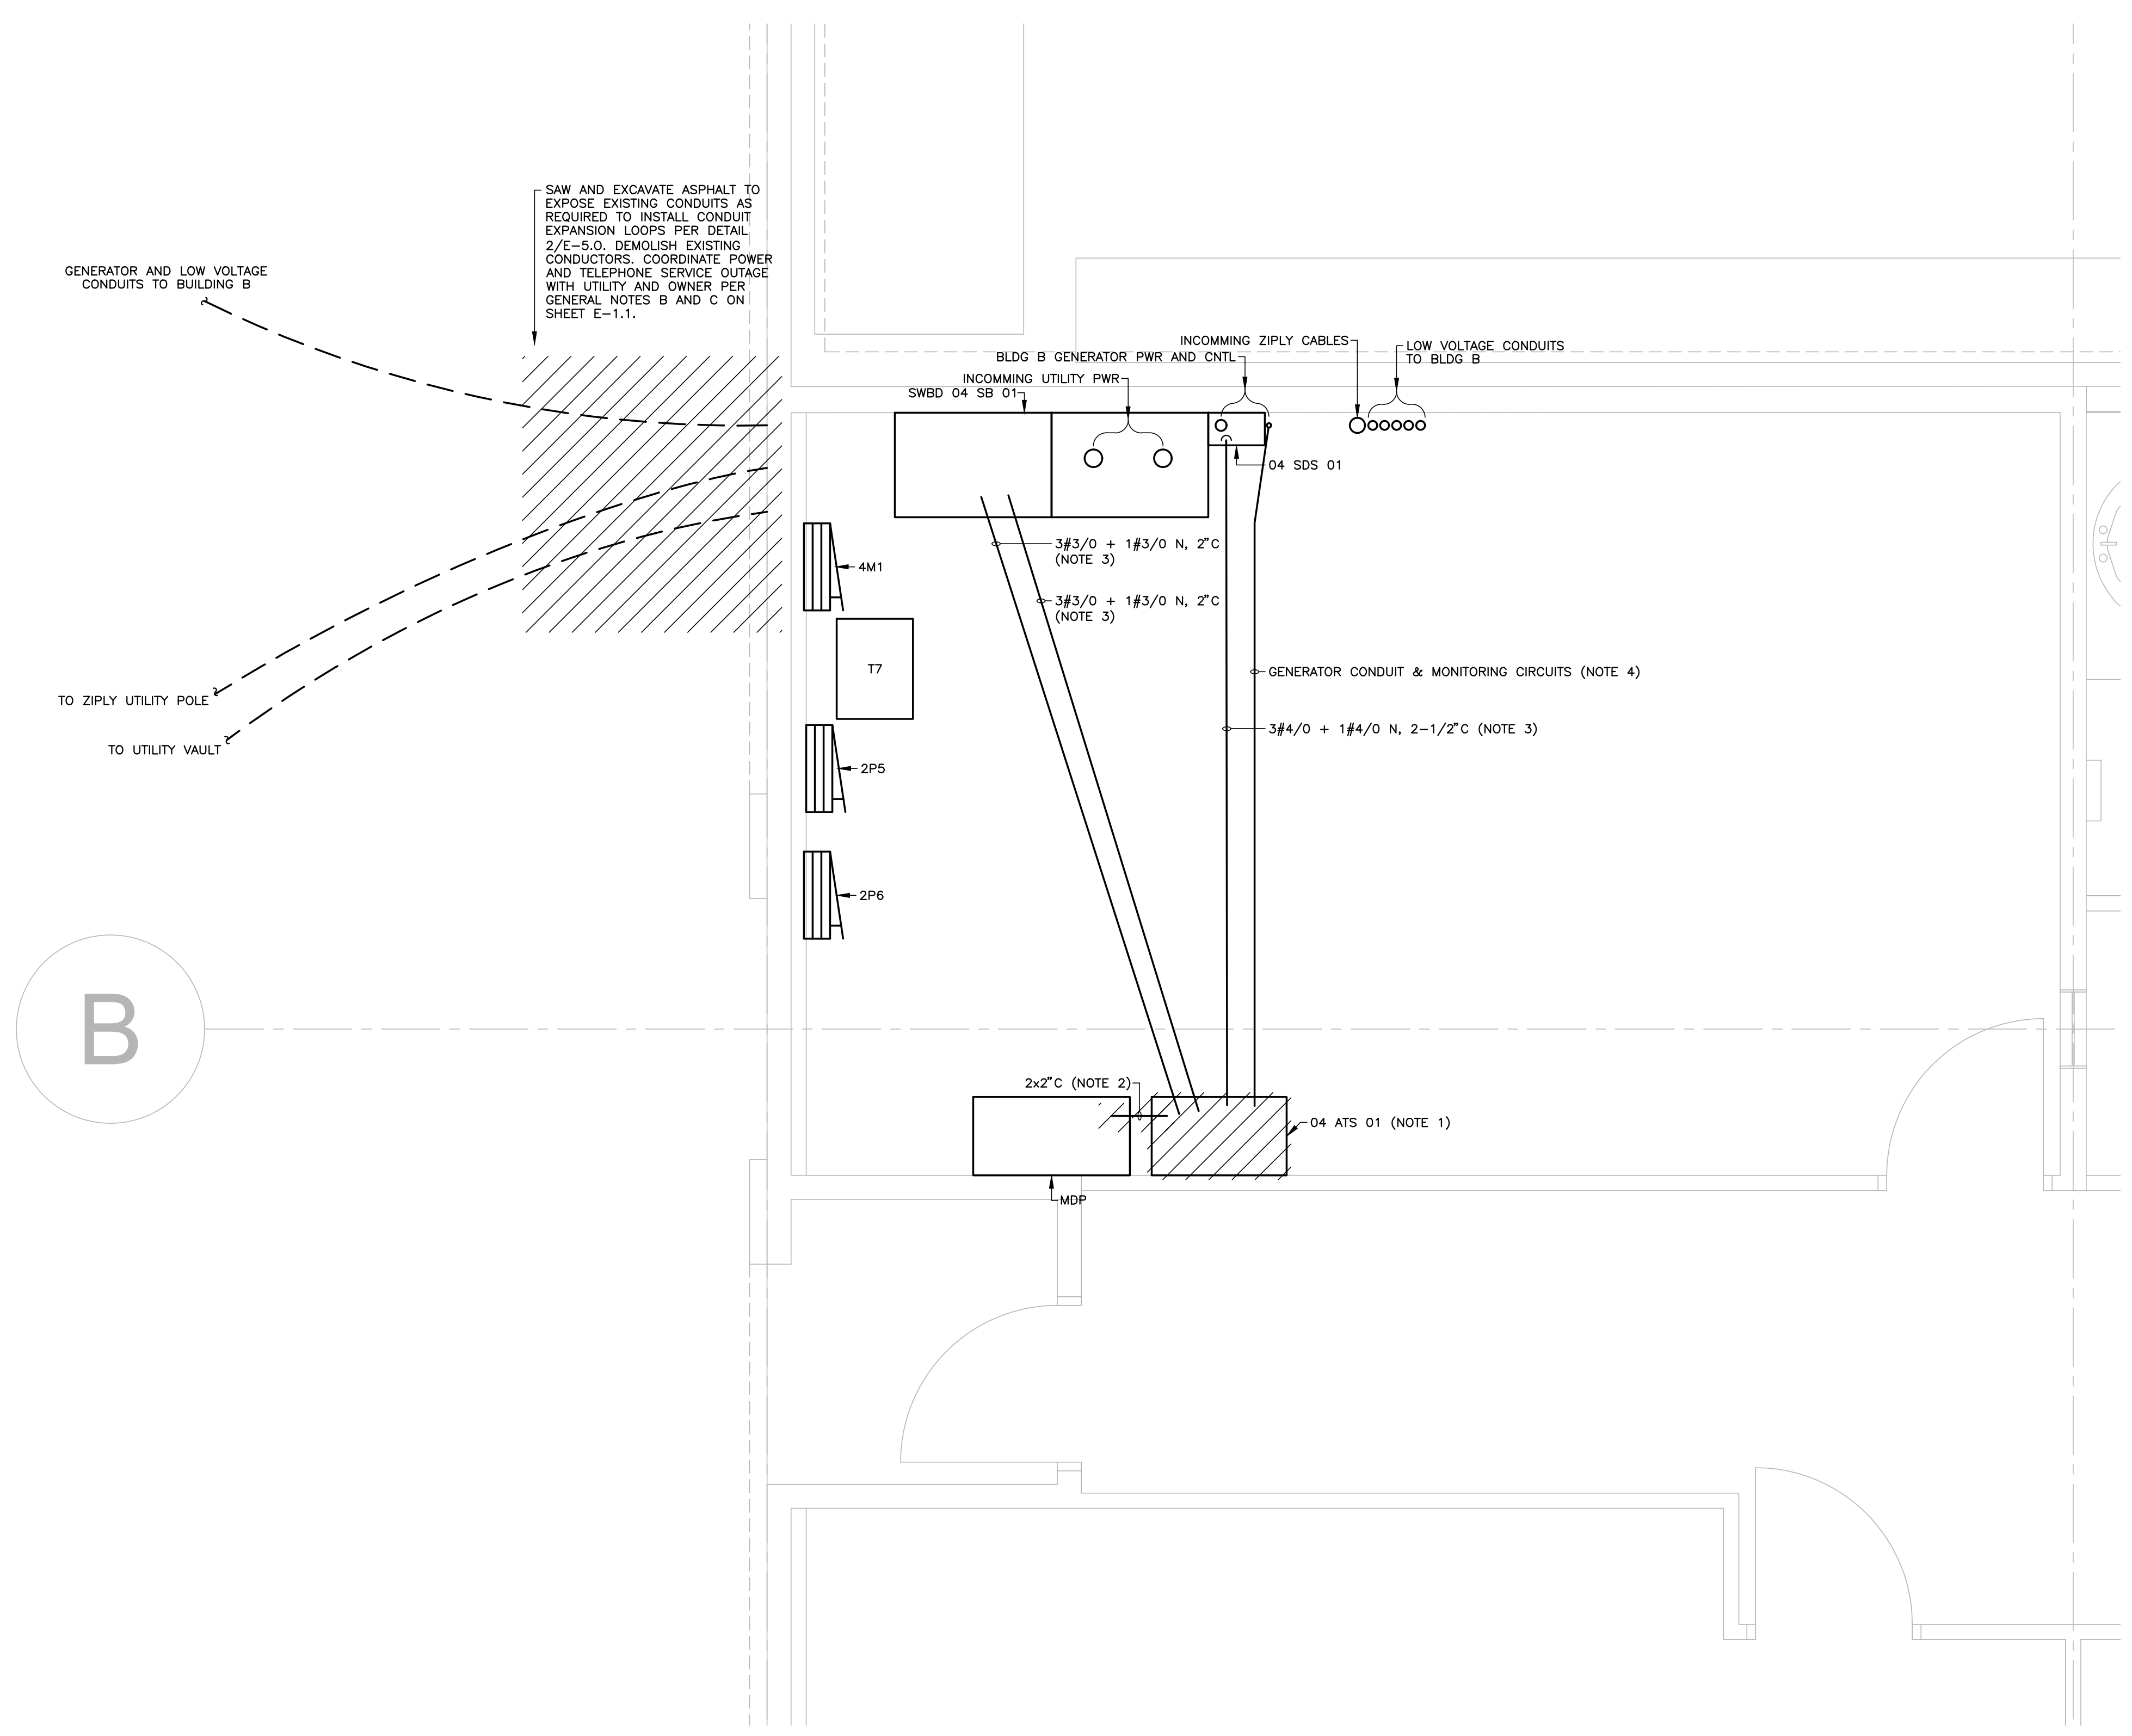 SAW AND EXCAVATE ASPHALT TO
EXPOSE EXISTING CONDUITS AS
REQUIRED TO INSTALL CONDUIT
EXPANSION LOOPS PER DETAIL
2/E-5.0. DEMOLISH EXISTING
CONDUCTORS. COORDINATE POWER
AND TELEPHONE SERVICE OUTAGE
WITH UTILITY AND OWNER PER
GENERAL NOTES B AND C ON
SHEET E-1.1.
GENERATOR AND LOW VOLTAGE
CONDUITS TO BUILDING B
INCOMMING ZIPLY CABLES
LOW VOLTAGE CONDUITS
TO BLDG B
BLDG B GENERATOR PWR AND CNTL
INCOMMING UTILITY PWR
SWBD 04 SB 01
04 SDS 01
3#3/0 + 1#3/0 N, 2"C
(NOTE 3)
4M1
3#3/0 + 1#3/0 N, 2"C
(NOTE 3)
T7
GENERATOR CONDUIT & MONITORING CIRCUITS (NOTE 4)
TO ZIPLY UTILITY POLE
3#4/0 + 1#4/0 N, 2-1/2"C (NOTE 3)
TO UTILITY VAULT
2P5
2P6
B
2x2"C (NOTE 2)
04 ATS 01 (NOTE 1)
MDP